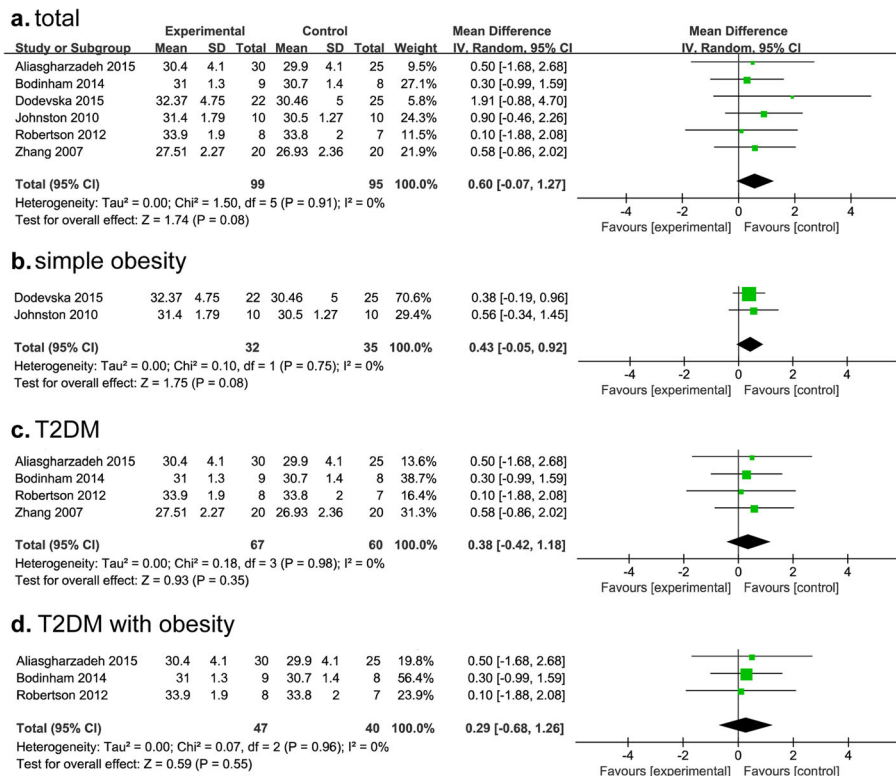 a. total
Experimental Control Mean Difference Mean Difference
Study or Subgroup Mean SD Total Mean SD Total Weight IV. Random. 95% CI IV. Random. 95% CI
Aliasgharzadeh 2015 30.4 4.1 30 29.9 4.1 25 9.5% 0.50 [-1.68, 2.68]
Bodinham 2014 31 1.3 9 30.7 1.4 8 27.1% 0.30 [-0.99, 1.59]
Dodevska 2015 32.37 4.75 22 30.46 5 25 5.8% 1.91 [-0.88, 4.70]
Johnston 2010 31.4 1.79 10 30.5 1.27 10 24.3% 0.90 [-0.46, 2.26]
Robertson 2012 33.9 1.9 8 33.8 2 7 11.5% 0.10 [-1.88, 2.08]
Zhang 2007 27.51 2.27 20 26.93 2.36 20 21.9% 0.58 [-0.86, 2.02]
Total (95% CI) 99 95 100.0% 0.60 [-0.07, 1.27]
Heterogeneity: Tau² = 0.00; Chi² = 1.50, df = 5 (P = 0.91); I² = 0%
Test for overall effect: Z = 1.74 (P = 0.08)
-4 -2 0 2 4
Favours [experimental] Favours [control]
b. simple obesity
Dodevska 2015 32.37 4.75 22 30.46 5 25 70.6% 0.38 [-0.19, 0.96]
Johnston 2010 31.4 1.79 10 30.5 1.27 10 29.4% 0.56 [-0.34, 1.45]
Total (95% CI) 32 35 100.0% 0.43 [-0.05, 0.92]
Heterogeneity: Tau² = 0.00; Chi² = 0.10, df = 1 (P = 0.75); I² = 0%
Test for overall effect: Z = 1.75 (P = 0.08)
-4 -2 0 2 4
Favours [experimental] Favours [control]
c. T2DM
Aliasgharzadeh 2015 30.4 4.1 30 29.9 4.1 25 13.6% 0.50 [-1.68, 2.68]
Bodinham 2014 31 1.3 9 30.7 1.4 8 38.7% 0.30 [-0.99, 1.59]
Robertson 2012 33.9 1.9 8 33.8 2 7 16.4% 0.10 [-1.88, 2.08]
Zhang 2007 27.51 2.27 20 26.93 2.36 20 31.3% 0.58 [-0.86, 2.02]
Total (95% CI) 67 60 100.0% 0.38 [-0.42, 1.18]
Heterogeneity: Tau² = 0.00; Chi² = 0.18, df = 3 (P = 0.98); I² = 0%
Test for overall effect: Z = 0.93 (P = 0.35)
-4 -2 0 2 4
Favours [experimental] Favours [control]
d. T2DM with obesity
Aliasgharzadeh 2015 30.4 4.1 30 29.9 4.1 25 19.8% 0.50 [-1.68, 2.68]
Bodinham 2014 31 1.3 9 30.7 1.4 8 56.4% 0.30 [-0.99, 1.59]
Robertson 2012 33.9 1.9 8 33.8 2 7 23.9% 0.10 [-1.88, 2.08]
Total (95% CI) 47 40 100.0% 0.29 [-0.68, 1.26]
Heterogeneity: Tau² = 0.00; Chi² = 0.07, df = 2 (P = 0.96); I² = 0%
Test for overall effect: Z = 0.59 (P = 0.55)
-4 -2 0 2 4
Favours [experimental] Favours [control]